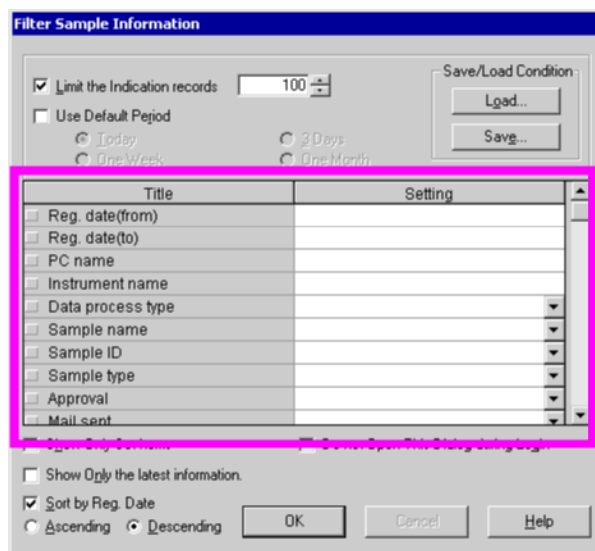 Filter Sample Information
Save/Load Condition
Limit the Indication records 100
Load...
Use Default Period
Today 3 Days
Save...
One Week One Month
Title Setting
Reg. date(from)
Reg. date(to)
PC name
Instrument name
Data process type
Sample name
Sample ID
Sample type
Approval
Mail sent
Show Only the latest information.
Sort by Reg. Date
Ascending Descending
OK Cancel Help